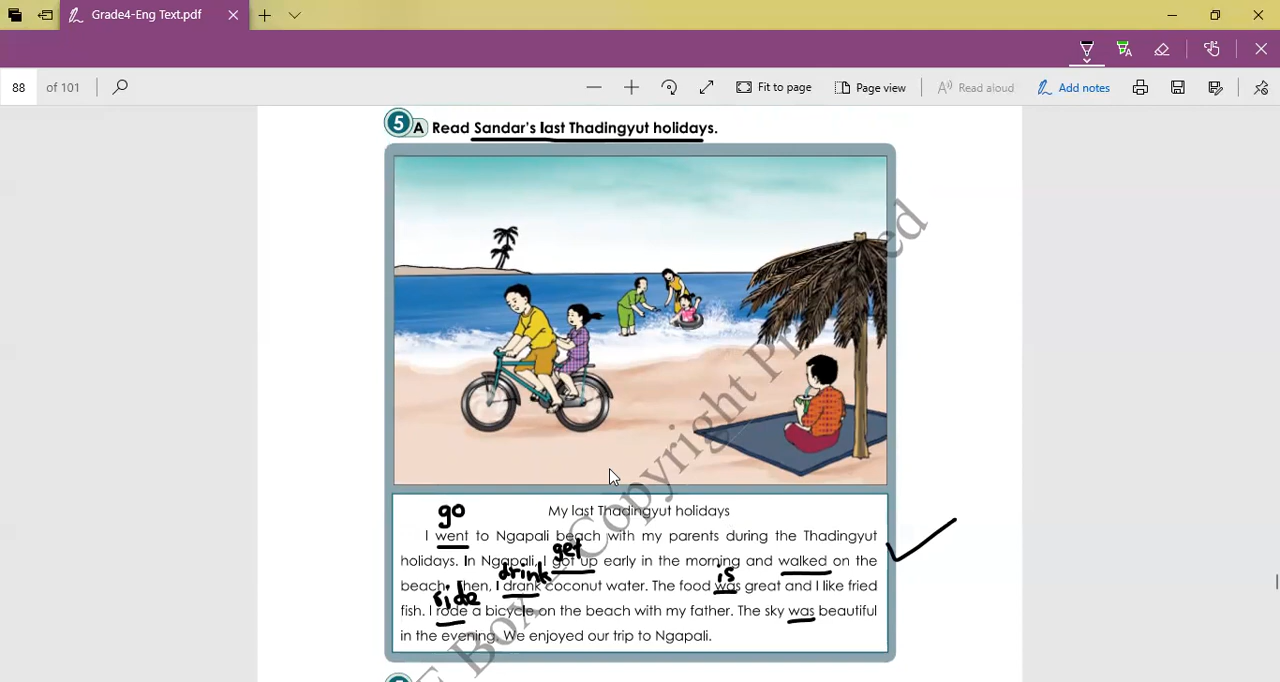 Grade4-Eng Text.pdf
88 of 101
Fit to page
Page view
Read aloud
Add notes
5 A Read Sandar's last Thadingyut holidays.
go
My last Thadingyut holidays
I went to Ngapali beach with my parents during the Thadingyut
get
holidays. In Ngapali, I got up early in the morning and walked on the
drink is
beach. Then, I drank coconut water. The food was great and I like fried
ride
fish. I rode a bicycle on the beach with my father. The sky was beautiful
in the evening. We enjoyed our trip to Ngapali.
Copyright